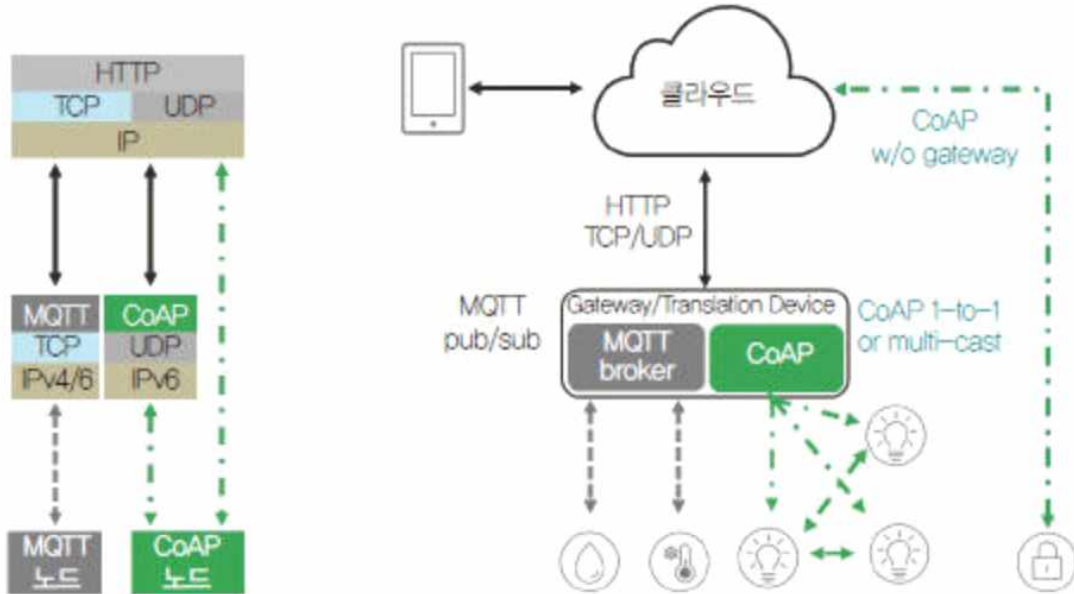 HTTP
TCP UDP
IP
MQTT CoAP
TCP UDP
IPv4/6 IPv6
MQTT
노드
CoAP
노드
클라우드
CoAP
w/o gateway
HTTP
TCP/UDP
MQTT
pub/sub
Gateway/Translation Device
MQTT
broker
CoAP
CoAP 1-to-1
or multi-cast